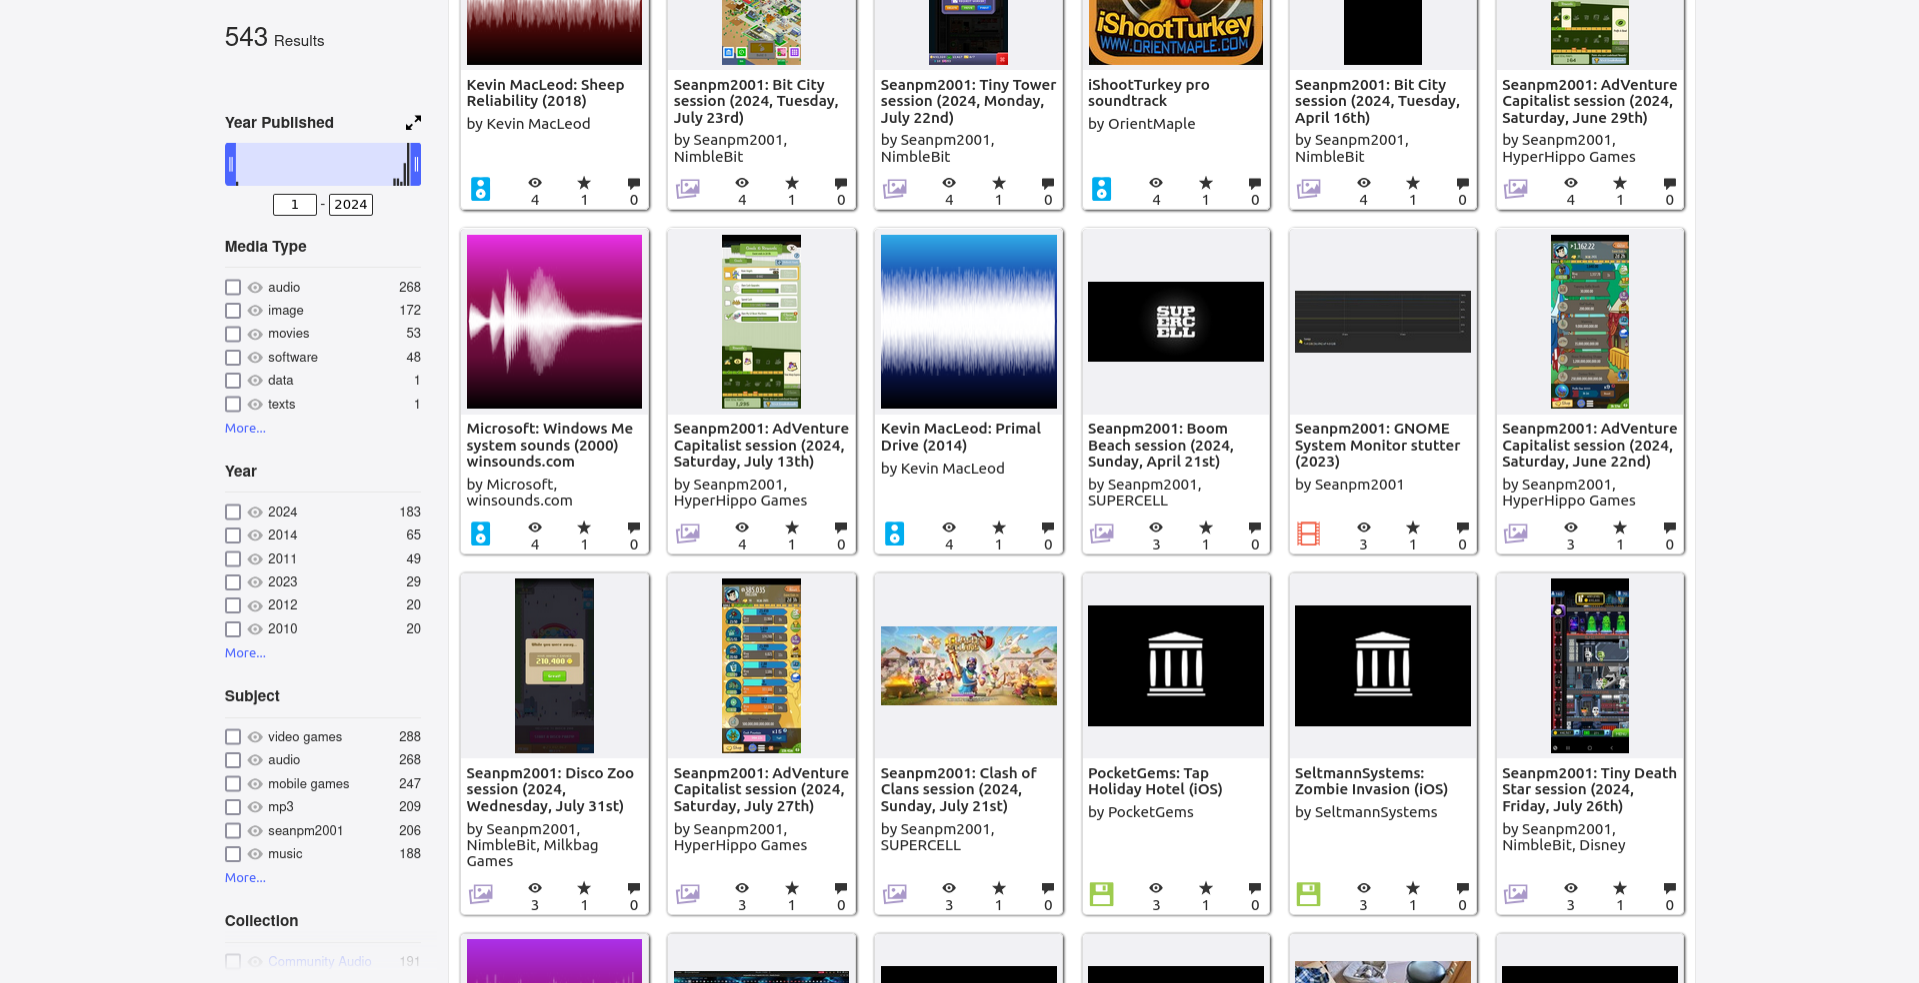 543 Results
Year Published
1 - 2024
Media Type
audio 268
image 172
movies 53
software 48
data 1
texts 1
More...
Year
2024 183
2014 65
2011 49
2023 29
2012 20
2010 20
More...
Subject
video games 288
audio 268
mobile games 247
mp3 209
seanpm2001 206
music 188
More...
Collection
Community Audio 191
iShootTurkey
WWW.ORIENTMAPLE.COM
Kevin MacLeod: Sheep
Reliability (2018)
by Kevin MacLeod
4 1 0
Seanpm2001: Bit City
session (2024, Tuesday,
July 23rd)
by Seanpm2001,
NimbleBit
4 1 0
Seanpm2001: Tiny Tower
session (2024, Monday,
July 22nd)
by Seanpm2001,
NimbleBit
4 1 0
iShootTurkey pro
soundtrack
by OrientMaple
4 1 0
Seanpm2001: Bit City
session (2024, Tuesday,
April 16th)
by Seanpm2001,
NimbleBit
4 1 0
Seanpm2001: AdVenture
Capitalist session (2024,
Saturday, June 29th)
by Seanpm2001,
HyperHippo Games
4 1 0
Microsoft: Windows Me
system sounds (2000)
winsounds.com
by Microsoft,
winsounds.com
4 1 0
Seanpm2001: AdVenture
Capitalist session (2024,
Saturday, July 13th)
by Seanpm2001,
HyperHippo Games
4 1 0
Kevin MacLeod: Primal
Drive (2014)
by Kevin MacLeod
4 1 0
SUP
ERC
ELL
Seanpm2001: Boom
Beach session (2024,
Sunday, April 21st)
by Seanpm2001,
SUPERCELL
3 1 0
Seanpm2001: GNOME
System Monitor stutter
(2023)
by Seanpm2001
3 1 0
Seanpm2001: AdVenture
Capitalist session (2024,
Saturday, June 22nd)
by Seanpm2001,
HyperHippo Games
3 1 0
210,400
Seanpm2001: Disco Zoo
session (2024,
Wednesday, July 31st)
by Seanpm2001,
NimbleBit, Milkbag
Games
3 1 0
Seanpm2001: AdVenture
Capitalist session (2024,
Saturday, July 27th)
by Seanpm2001,
HyperHippo Games
3 1 0
Seanpm2001: Clash of
Clans session (2024,
Sunday, July 21st)
by Seanpm2001,
SUPERCELL
3 1 0
PocketGems: Tap
Holiday Hotel (iOS)
by PocketGems
3 1 0
SeltmannSystems:
Zombie Invasion (iOS)
by SeltmannSystems
3 1 0
Seanpm2001: Tiny Death
Star session (2024,
Friday, July 26th)
by Seanpm2001,
NimbleBit, Disney
3 1 0